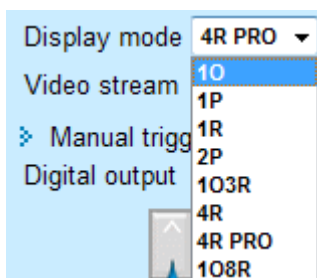 Display mode 4R PRO
1O
Video stream
1P
1R
Manual trigg
2P
Digital output
1O3R
4R
4R PRO
1O8R